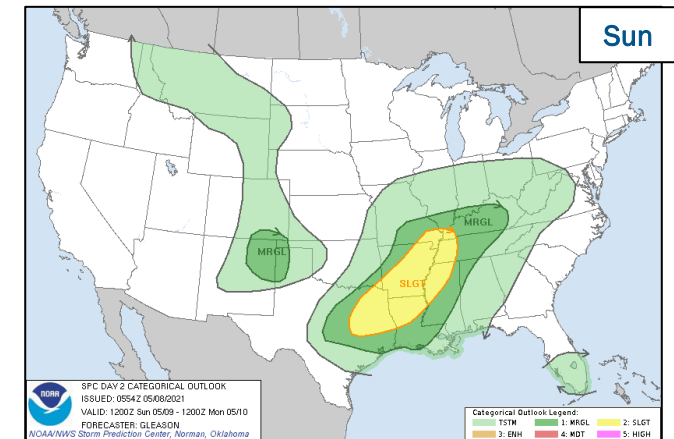 Sun
MRGL
MRGL
SLGT
NOAA
SPC DAY 2 CATEGORICAL OUTLOOK
ISSUED: 0554Z 05/08/2021
VALID: 1200Z Sun 05/09 - 1200Z Mon 05/10
FORECASTER: GLEASON
NOAA/NWS Storm Prediction Center, Norman, Oklahoma
Categorical Outlook Legend:
TSTM 1: MRGL 2: SLGT
3: ENH 4: MDT 5: HIGH